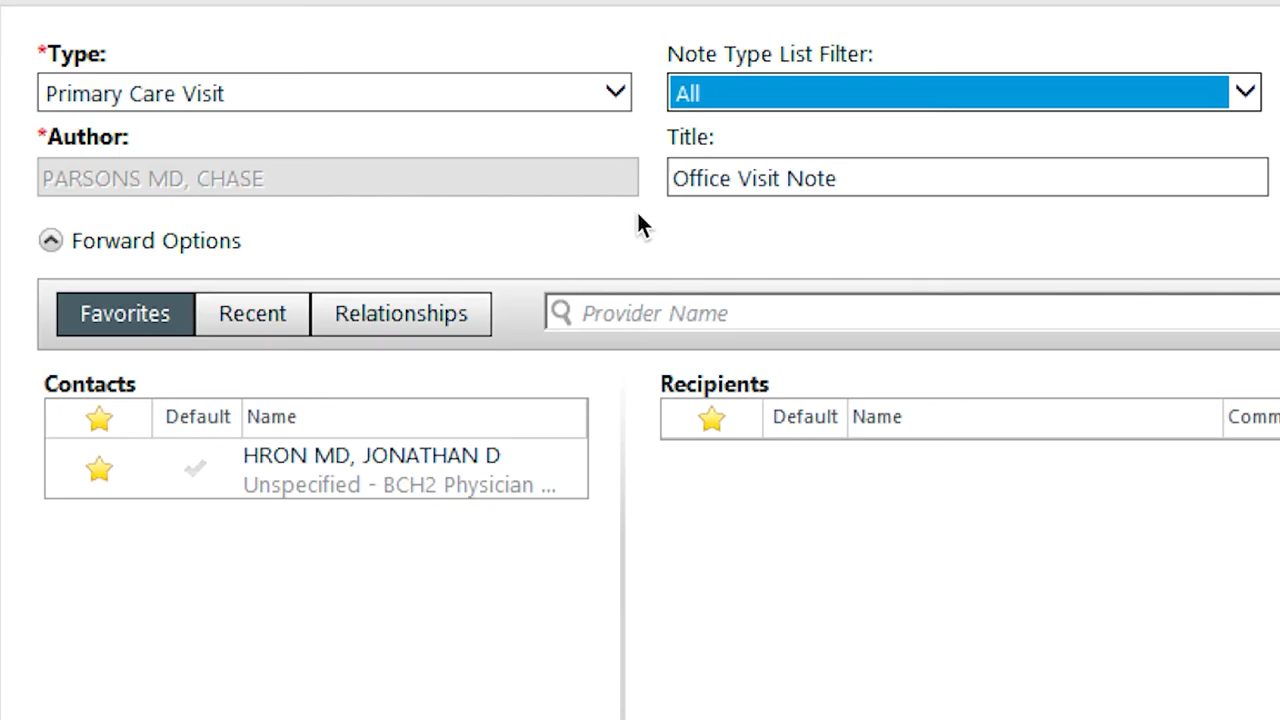 *Type:
Note Type List Filter:
Primary Care Visit
All
*Author:
Title:
PARSONS MD, CHASE
Office Visit Note
Forward Options
Favorites
Recent
Relationships
Provider Name
Contacts
Default
Name
HRON MD, JONATHAN D
Unspecified - BCH2 Physician ...
Recipients
Default
Name
Comm